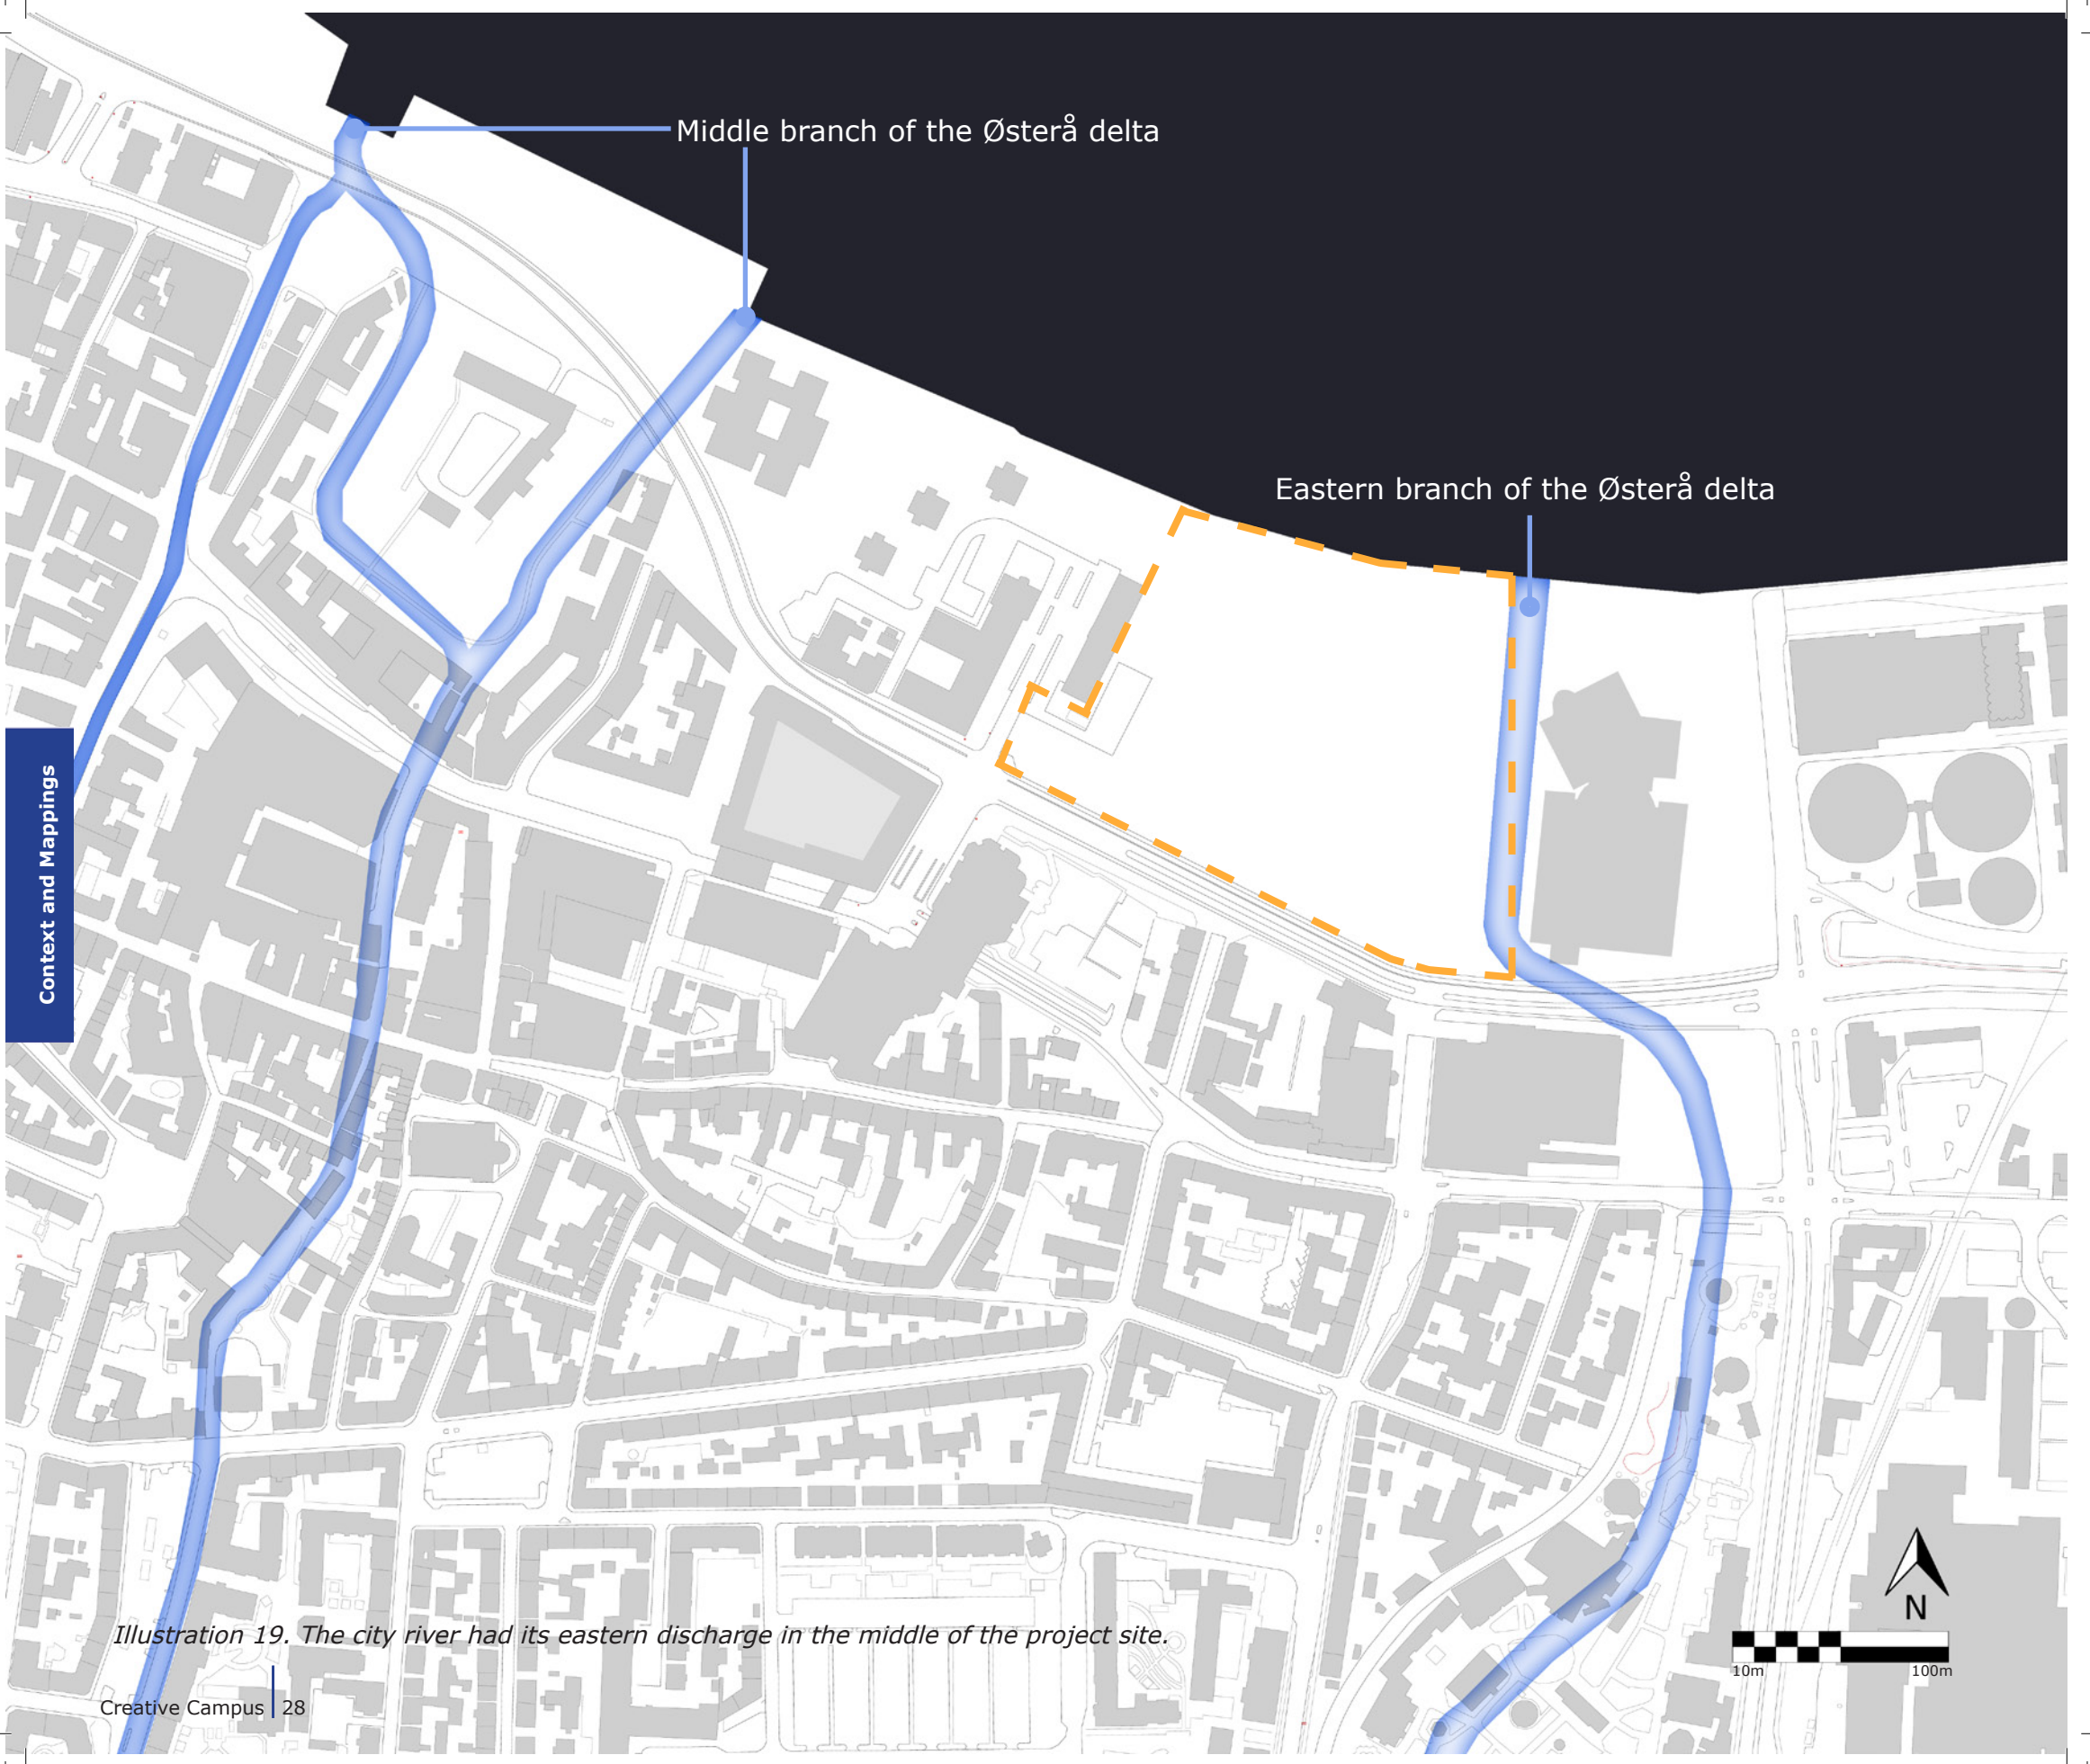 Middle branch of the Østerå delta
Eastern branch of the Østerå delta
Context and Mappings
N
10m 100m
Illustration 19. The city river had its eastern discharge in the middle of the project site.
Creative Campus 28